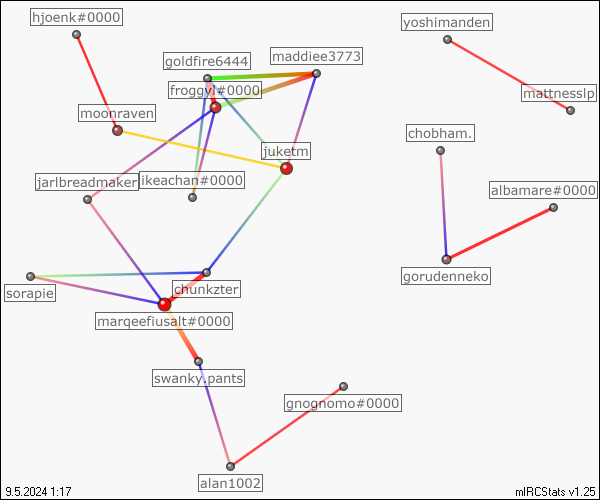 hjoenk#0000
yoshimanden
goldfire6444
maddiee3773
froggy.#0000
mattnesslp
moonraven
chobham.
juketm
jarlbreadmaker
ikeachan#0000
albamare#0000
gorudenneko
sorapie
chunkzter
marqeefiusalt#0000
swanky.pants
gnognomo#0000
alan1002
9.5.2024 1:17
mIRCStats v1.25